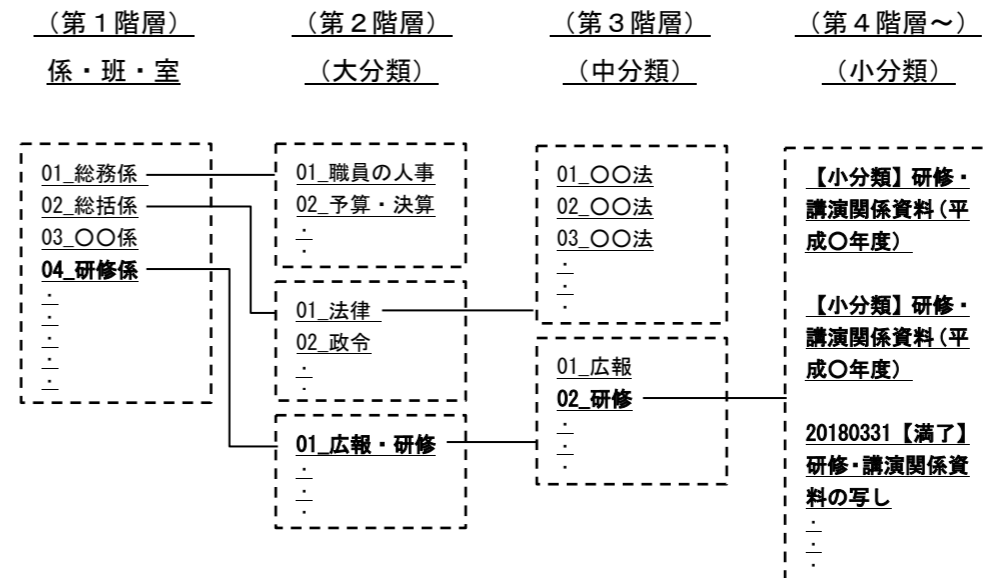 （第１階層）
係・班・室
01_総務係
02_総括係
03_〇〇係
04_研修係
・
・
・
・
・
（第２階層）
（大分類）
01_職員の人事
02_予算・決算
・
・
01_法律
02_政令
・
・
01_広報・研修
・
・
・
（第３階層）
（中分類）
01_〇〇法
02_〇〇法
03_〇〇法
・
・
・
01_広報
02_研修
・
・
・
（第４階層～）
（小分類）
【小分類】研修・
講演関係資料（平
成〇年度）
【小分類】研修・
講演関係資料（平
成〇年度）
20180331【満了】
研修・講演関係資
料の写し
・
・
・